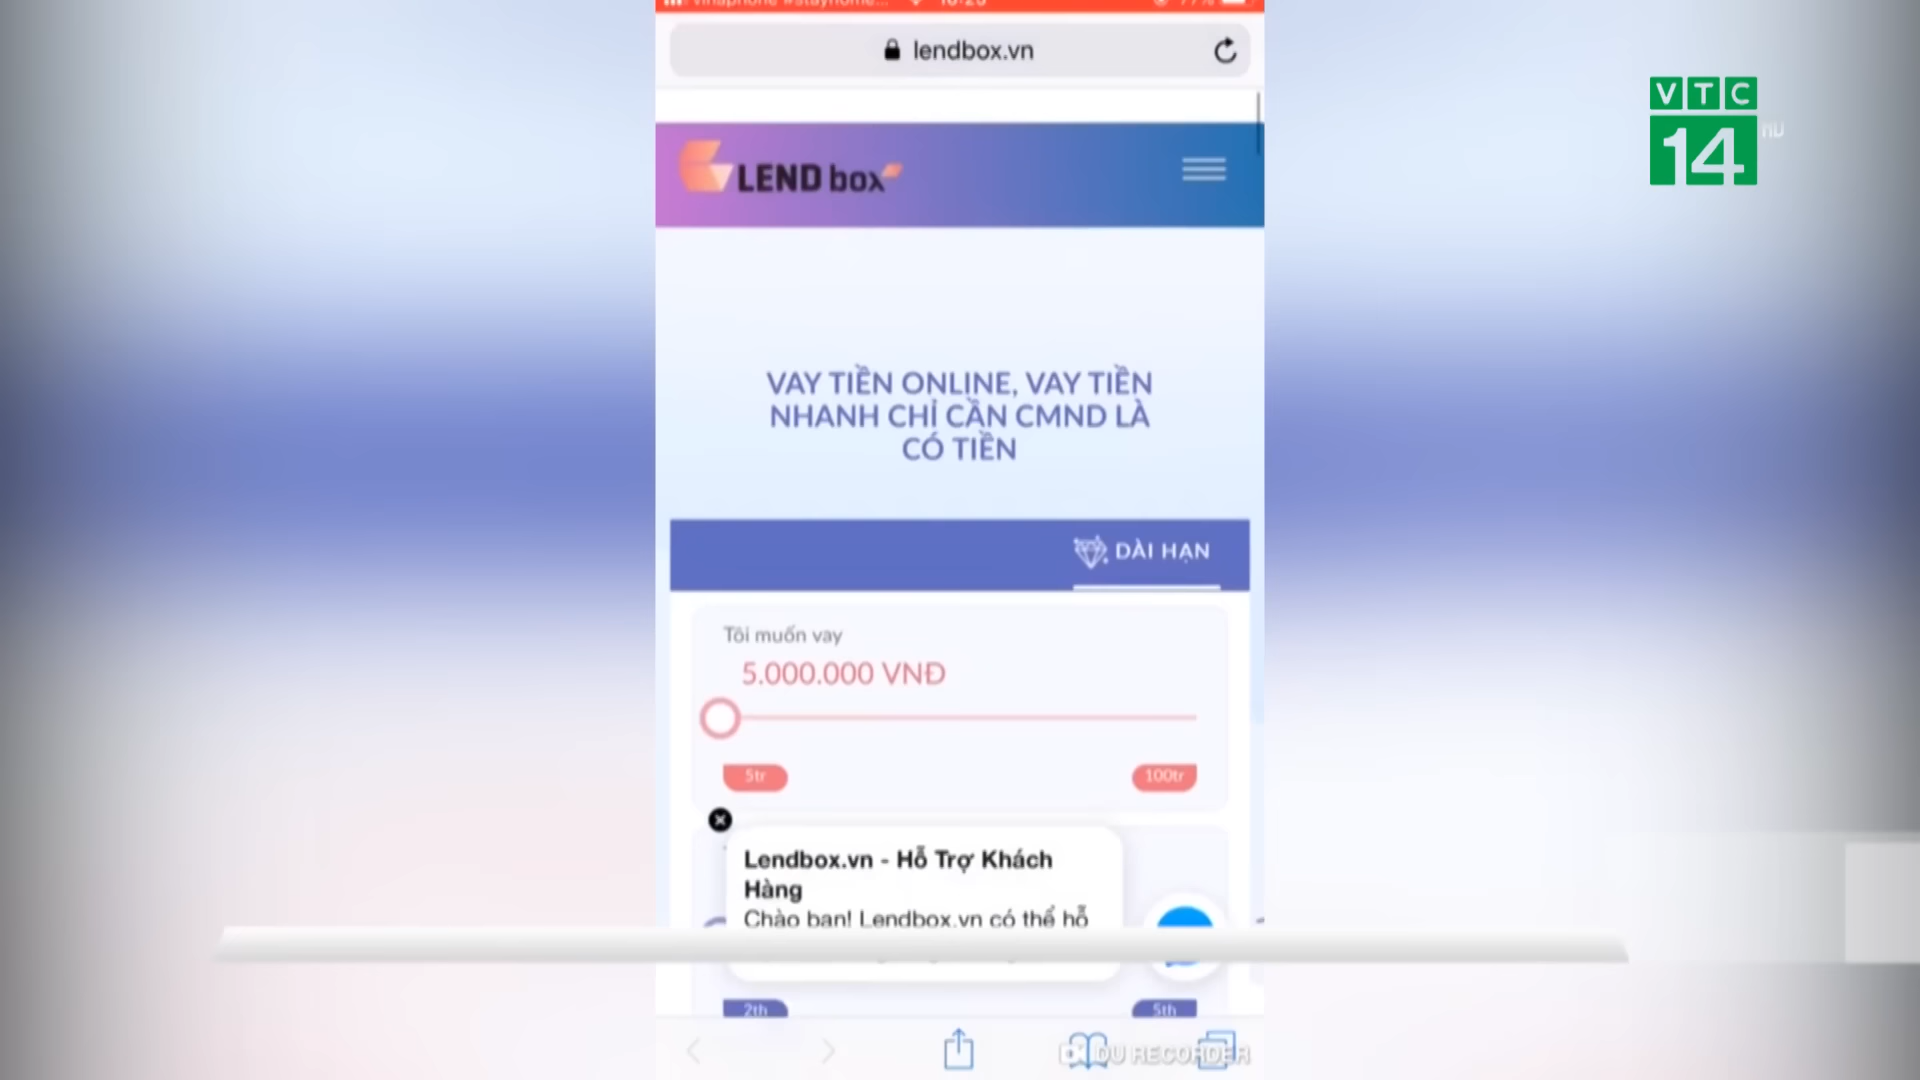 lendbox.vn
VTC
14
LEND box
VAY TIỀN ONLINE, VAY TIỀN
NHANH CHỈ CẦN CMND LÀ
CÓ TIỀN
DÀI HẠN
Tôi muốn vay
5.000.000 VNĐ
5tr
100tr
Lendbox.vn - Hỗ Trợ Khách
Hàng
Chào bạn! Lendbox.vn có thể hỗ
2th
5th
DU RECORDER